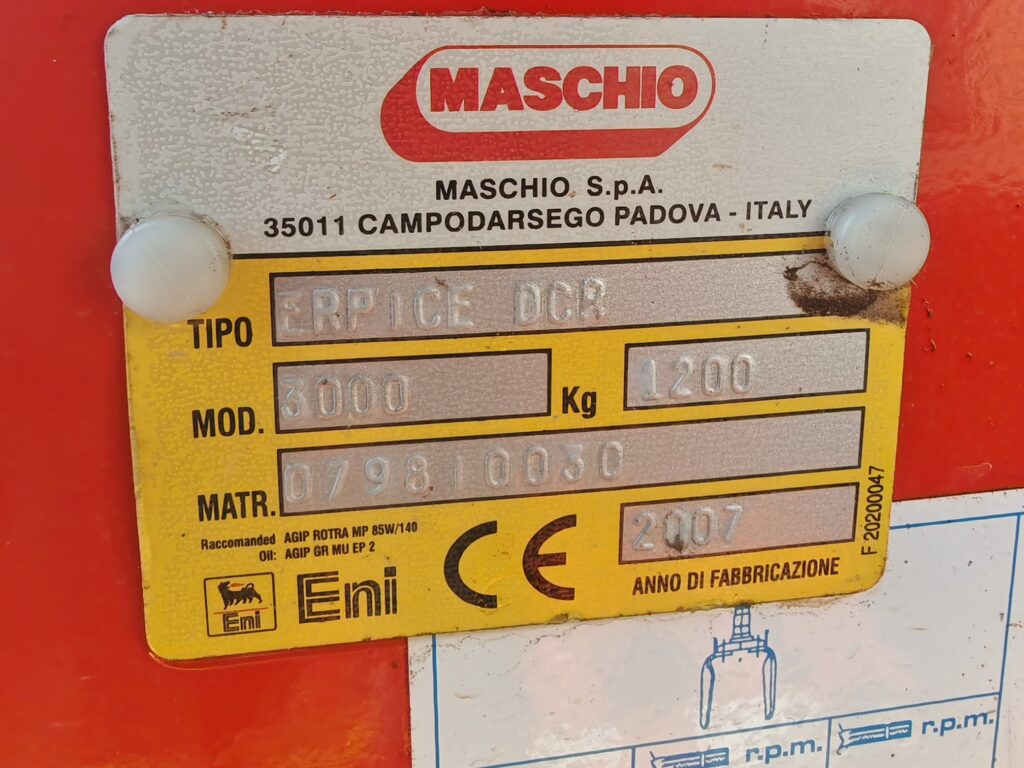 MASCHIO
MASCHIO S.p.A.
35011 CAMPODARSEGO PADOVA - ITALY
TIPO ERPICE DCR
MOD. 3000 Kg 1200
MATR. 079810030
Raccomanded AGIP ROTRA MP 85W/140
Oil: AGIP GR MU EP 2
Eni
Eni
CE
2007
ANNO DI FABBRICAZIONE
F 20200047
r.p.m.
r.p.m.